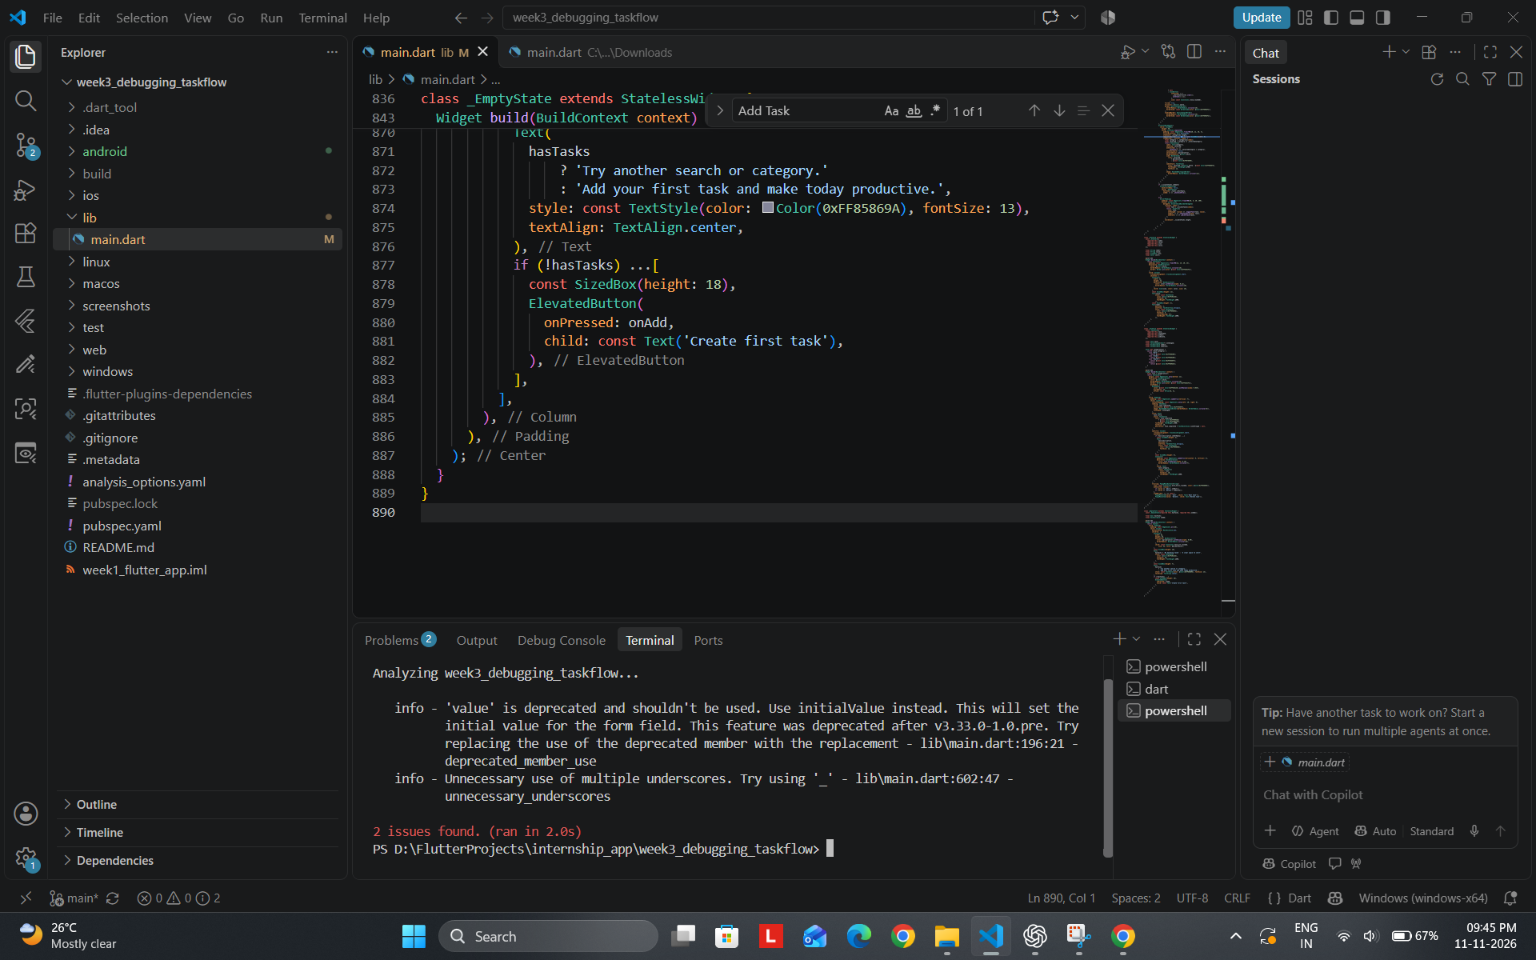 File Edit Selection View Go Run Terminal Help
week3_debugging_taskflow
Update
Explorer
week3_debugging_taskflow
.dart_tool
.idea
android
build
ios
lib
main.dart M
linux
macos
screenshots
test
web
windows
.flutter-plugins-dependencies
.gitattributes
.gitignore
.metadata
analysis_options.yaml
pubspec.lock
pubspec.yaml
README.md
week1_flutter_app.iml
Outline
Timeline
Dependencies
2
1
main.dart lib M
main.dart C:\...\Downloads
lib > main.dart > ...
Add Task
Aa ab .* 1 of 1
836 class _EmptyState extends StatelessWi
843 Widget build(BuildContext context)
870 Text(
871 hasTasks
872 ? 'Try another search or category.'
873 : 'Add your first task and make today productive.',
874 style: const TextStyle(color: Color(0xFF85869A), fontSize: 13),
875 textAlign: TextAlign.center,
876 ), // Text
877 if (!hasTasks) ...[
878 const SizedBox(height: 18),
879 ElevatedButton(
880 onPressed: onAdd,
881 child: const Text('Create first task'),
882 ), // ElevatedButton
883 ],
884 ],
885 ), // Column
886 ), // Padding
887 ); // Center
888 }
889 }
890
Problems 2 Output Debug Console Terminal Ports
Analyzing week3_debugging_taskflow...
info - 'value' is deprecated and shouldn't be used. Use initialValue instead. This will set the
initial value for the form field. This feature was deprecated after v3.33.0-1.0.pre. Try
replacing the use of the deprecated member with the replacement - lib\main.dart:196:21 -
deprecated_member_use
info - Unnecessary use of multiple underscores. Try using '_' - lib\main.dart:602:47 -
unnecessary_underscores
2 issues found. (ran in 2.0s)
PS D:\FlutterProjects\internship_app\week3_debugging_taskflow>
powershell
dart
powershell
Chat
Sessions
Tip: Have another task to work on? Start a
new session to run multiple agents at once.
main.dart
Chat with Copilot
Agent Auto Standard
Copilot
main* 0 0 2
Ln 890, Col 1 Spaces: 2 UTF-8 CRLF { } Dart Windows (windows-x64)
26°C
Mostly clear
Search
L
ENG
IN
67%
09:45 PM
11-11-2026